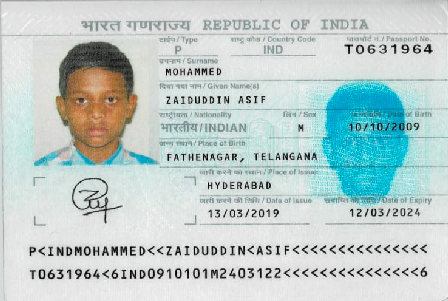 भारत गणराज्य REPUBLIC OF INDIA
टाईप / Type राष्ट्र कोड / Country Code पासपोर्ट नं. / Passport No.
P IND T0631964
उपनाम / Surname
MOHAMMED
दिया गया नाम / Given Name(s)
ZAIDUDDIN ASIF
राष्ट्रीयता / Nationality लिंग / Sex Date of Birth
भारतीय/INDIAN M 10/10/2009
जन्म स्थान / Place of Birth
FATHENAGAR, TELANGANA
जारी करने का स्थान / Place of Issue
HYDERABAD
जारी करने की तिथि / Date of Issue समाप्ति की तिथि / Date of Expiry
13/03/2019 12/03/2024
P<INDMOHAMMED<<ZAIDUDDIN<ASIF<<<<<<<<<<<<<<<
T0631964<6IND0910101M2403122<<<<<<<<<<<<<<<6